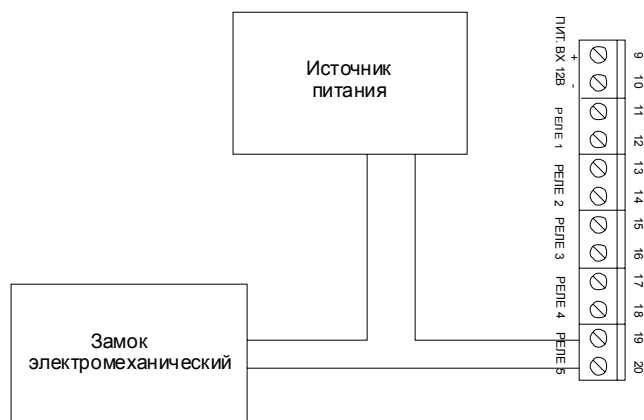 Источник
питания
Замок
электромеханический
ПИТ. ВХ 12В
+
-
РЕЛЕ 1
РЕЛЕ 2
РЕЛЕ 3
РЕЛЕ 4
РЕЛЕ 5
9
10
11
12
13
14
15
16
17
18
19
20